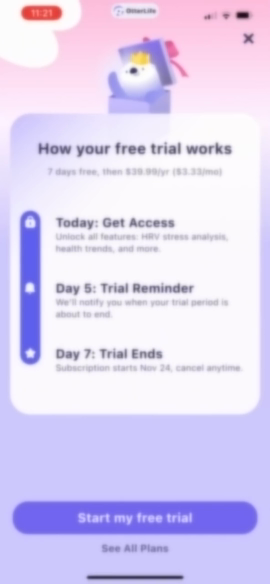 11:21
OtterLife
How your free trial works
7 days free, then $39.99/yr ($3.33/mo)
Today: Get Access
Unlock all features: HRV stress analysis,
health trends, and more.
Day 5: Trial Reminder
We'll notify you when your trial period is
about to end.
Day 7: Trial Ends
Subscription starts Nov 24, cancel anytime.
Start my free trial
See All Plans